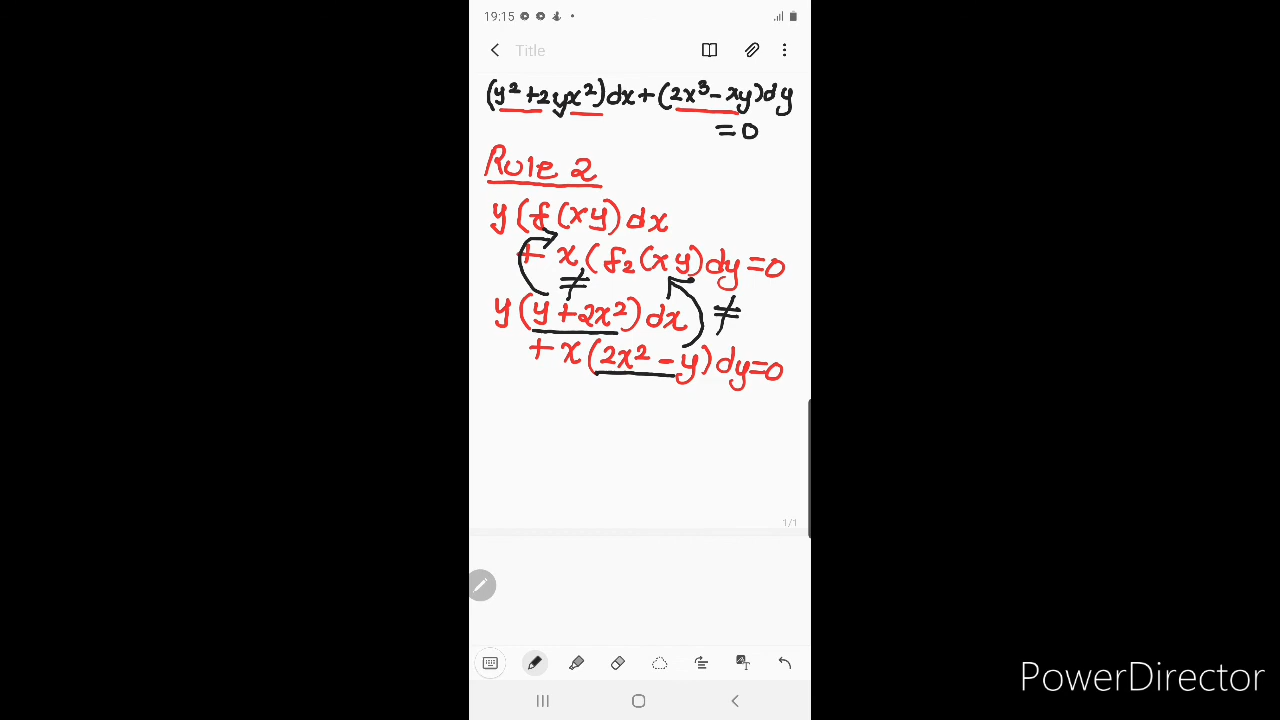 19:15
Title
(y² + 2yx²)dx + (2x³ - xy)dy
= 0
Rule 2
y(f(xy)dx
+ x(f₂(xy)dy = 0
≠
y(y + 2x²)dx ≠
+ x(2x² - y)dy = 0
1/1
PowerDirector